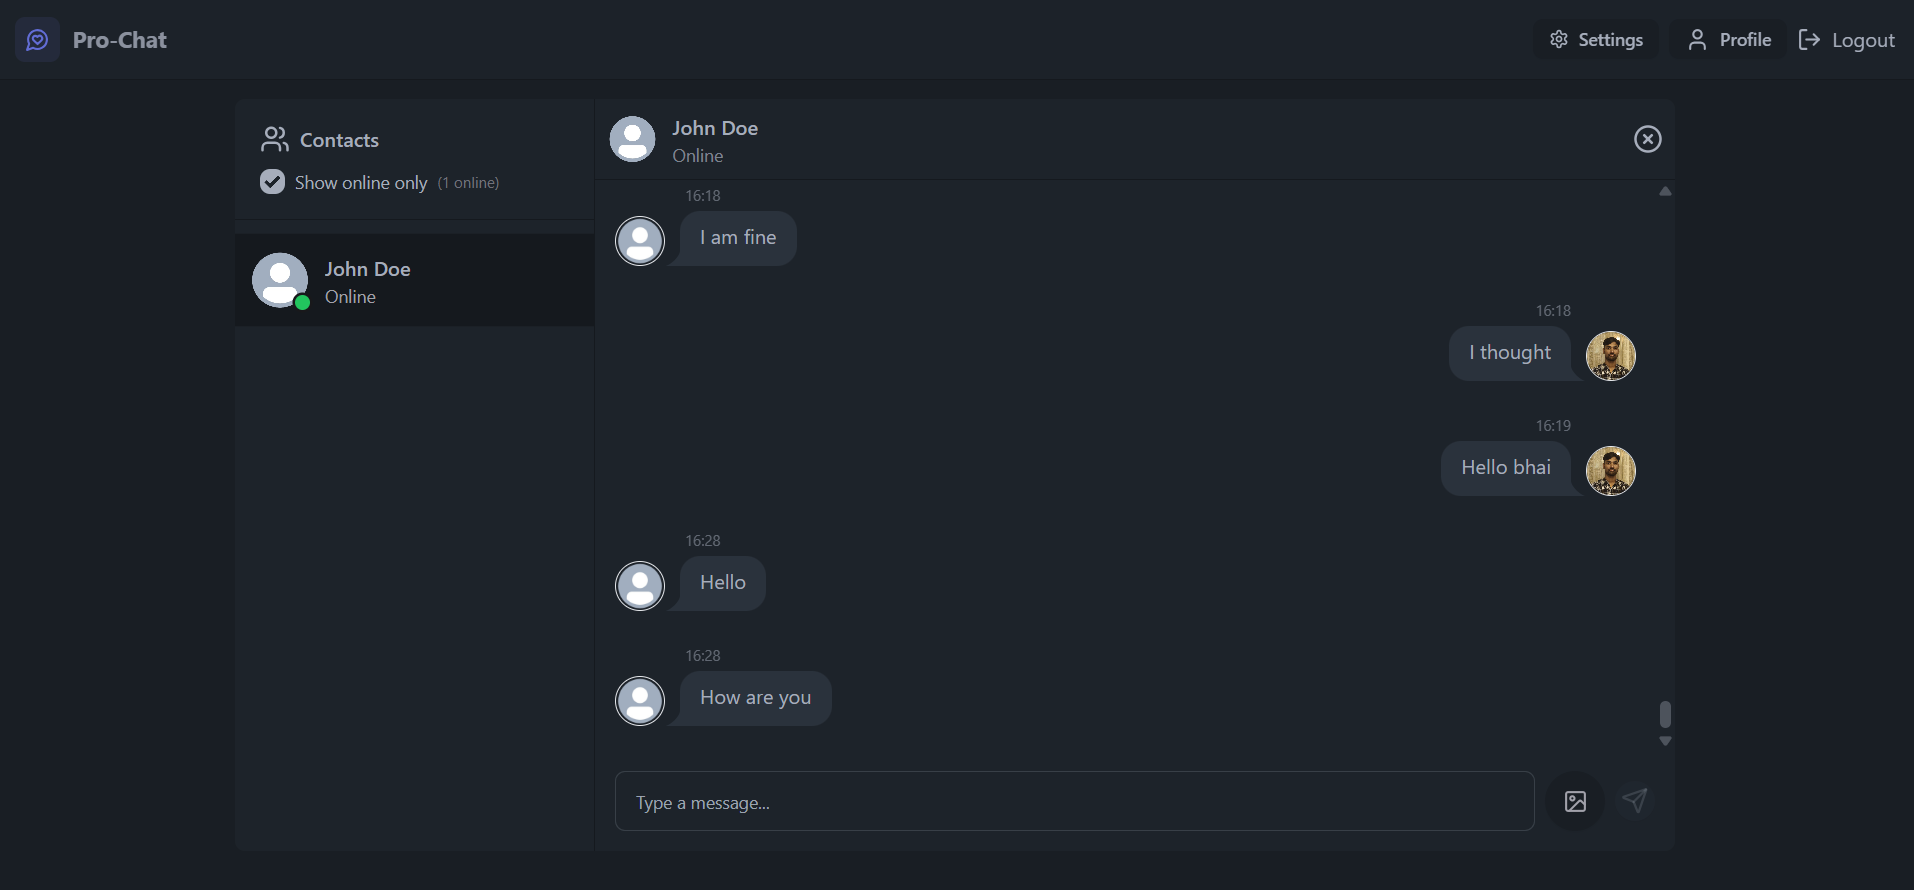 Pro-Chat
Settings
Profile
Logout
Contacts
Show online only (1 online)
John Doe
Online
John Doe
Online
16:18
I am fine
16:18
I thought
16:19
Hello bhai
16:28
Hello
16:28
How are you
Type a message...